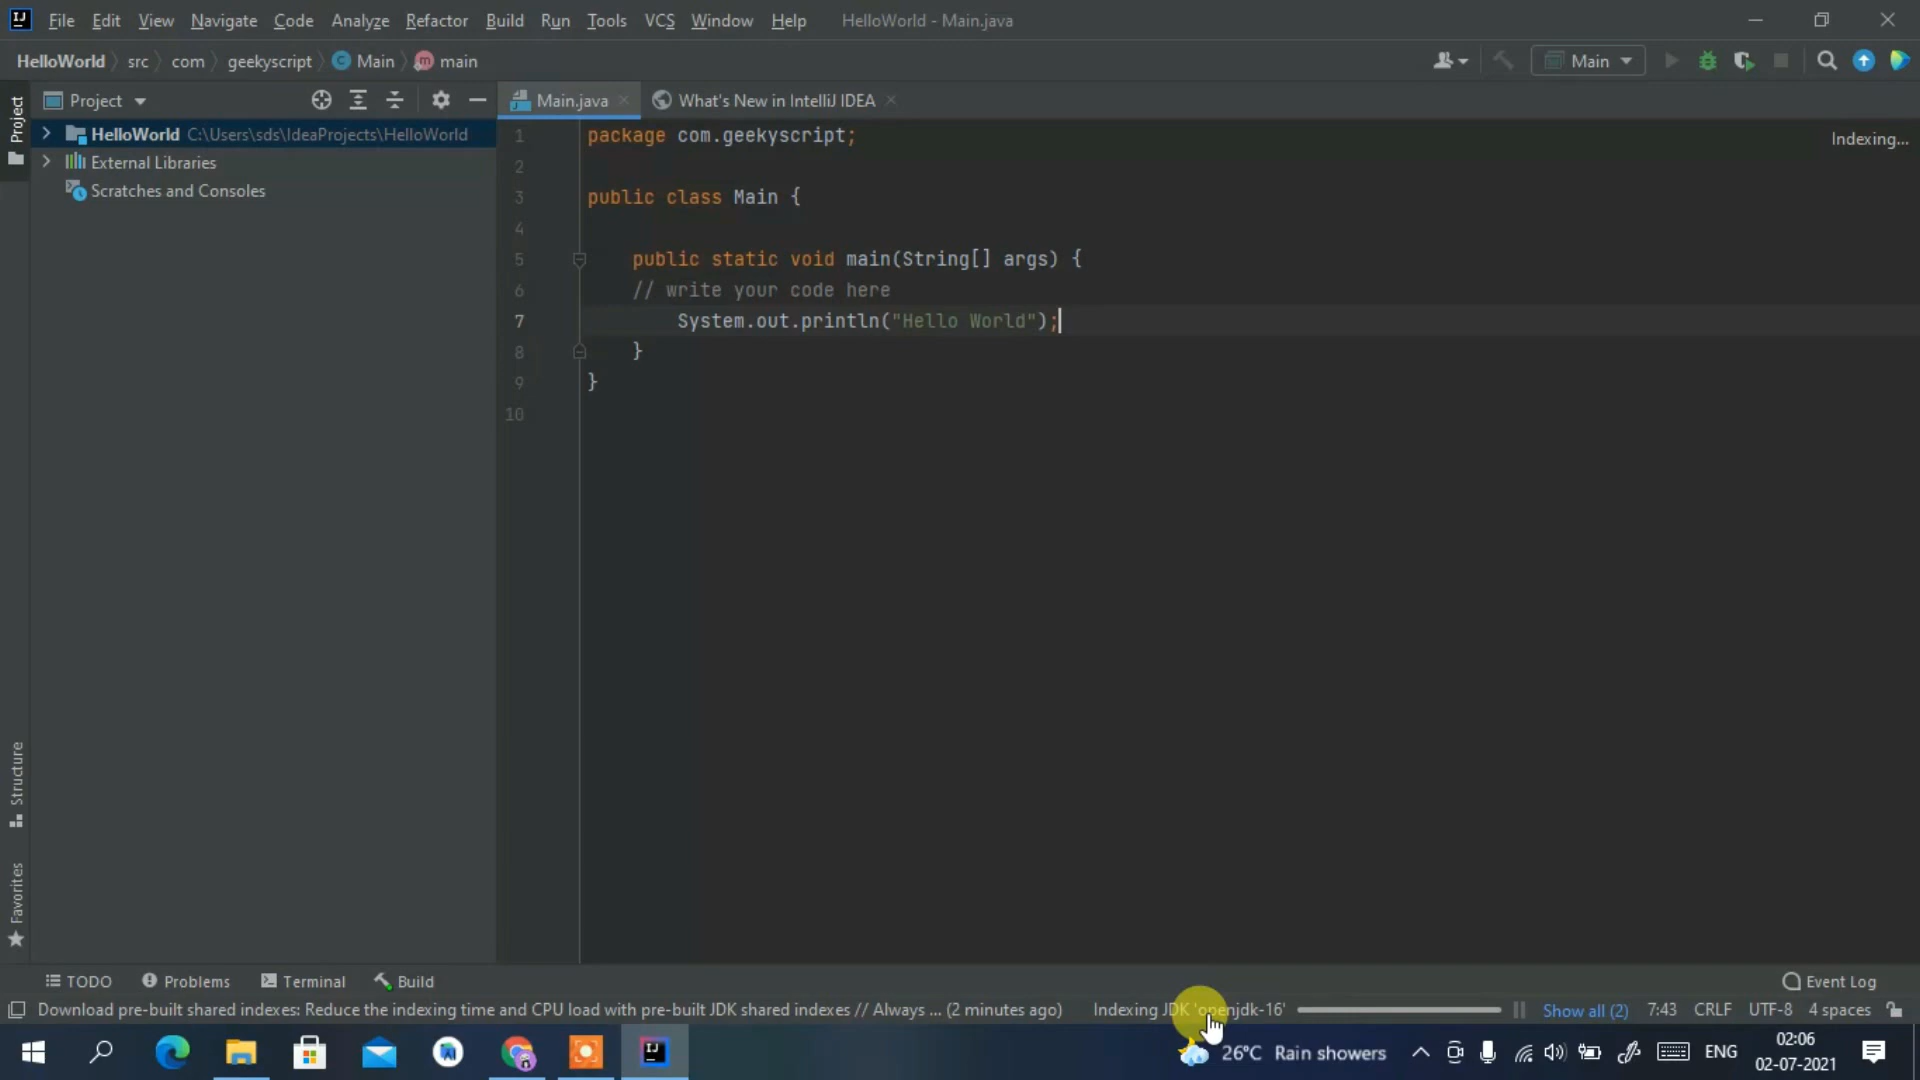 File Edit View Navigate Code Analyze Refactor Build Run Tools VCS Window Help HelloWorld - Main.java
HelloWorld src com geekyscript Main main
Main
Project
Main.java
What's New in IntelliJ IDEA
Project
HelloWorld C:\Users\sds\IdeaProjects\HelloWorld
External Libraries
Scratches and Consoles
Indexing...
1 package com.geekyscript;
2
3 public class Main {
4
5 public static void main(String[] args) {
6 // write your code here
7 System.out.println("Hello World");
8 }
9 }
10
Structure
Favorites
TODO Problems Terminal Build
Event Log
Download pre-built shared indexes: Reduce the indexing time and CPU load with pre-built JDK shared indexes // Always ... (2 minutes ago)
Indexing JDK 'openjdk-16'
Show all (2) 7:43 CRLF UTF-8 4 spaces
26°C Rain showers
ENG
02:06
02-07-2021